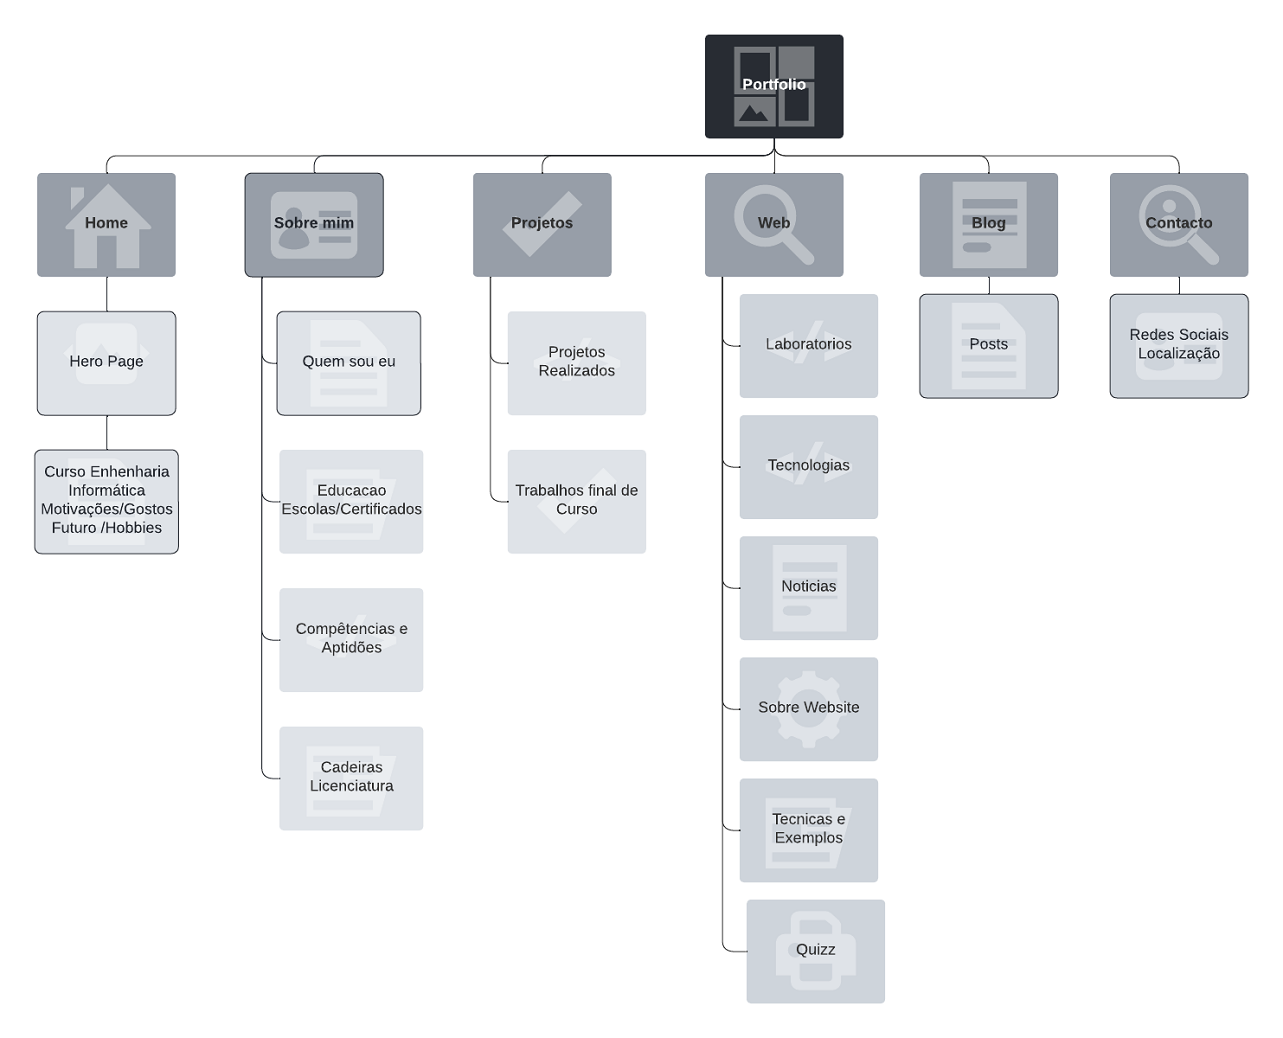 Portfolio
Home
Sobre mim
Projetos
Web
Blog
Contacto
Hero Page
Curso Enhenharia
Informática
Motivações/Gostos
Futuro /Hobbies
Quem sou eu
Educacao
Escolas/Certificados
Compêtencias e
Aptidões
Cadeiras
Licenciatura
Projetos
Realizados
Trabalhos final de
Curso
Laboratorios
Tecnologias
Noticias
Sobre Website
Tecnicas e
Exemplos
Quizz
Posts
Redes Sociais
Localização